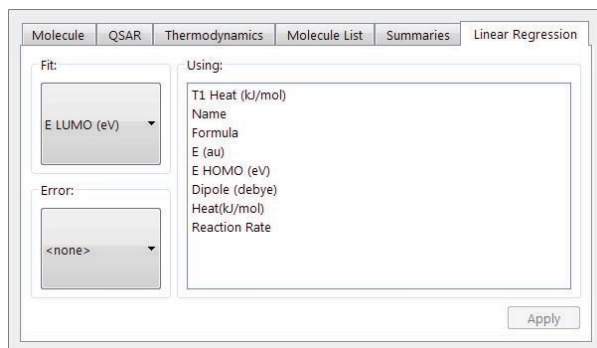 Molecule QSAR Thermodynamics Molecule List Summaries Linear Regression
Fit:
E LUMO (eV)
Error:
<none>
Using:
T1 Heat (kJ/mol)
Name
Formula
E (au)
E HOMO (eV)
Dipole (debye)
Heat(kJ/mol)
Reaction Rate
Apply